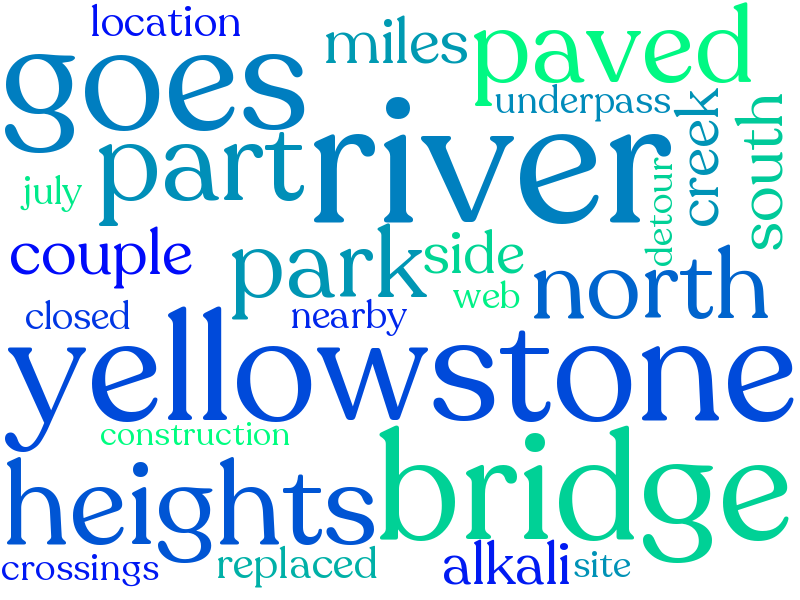 location
miles
paved
goes
underpass
part
river
creek
south
july
detour
couple
park
side
north
web
closed
nearby
yellowstone
construction
heights
bridge
crossings
replaced
alkali
site